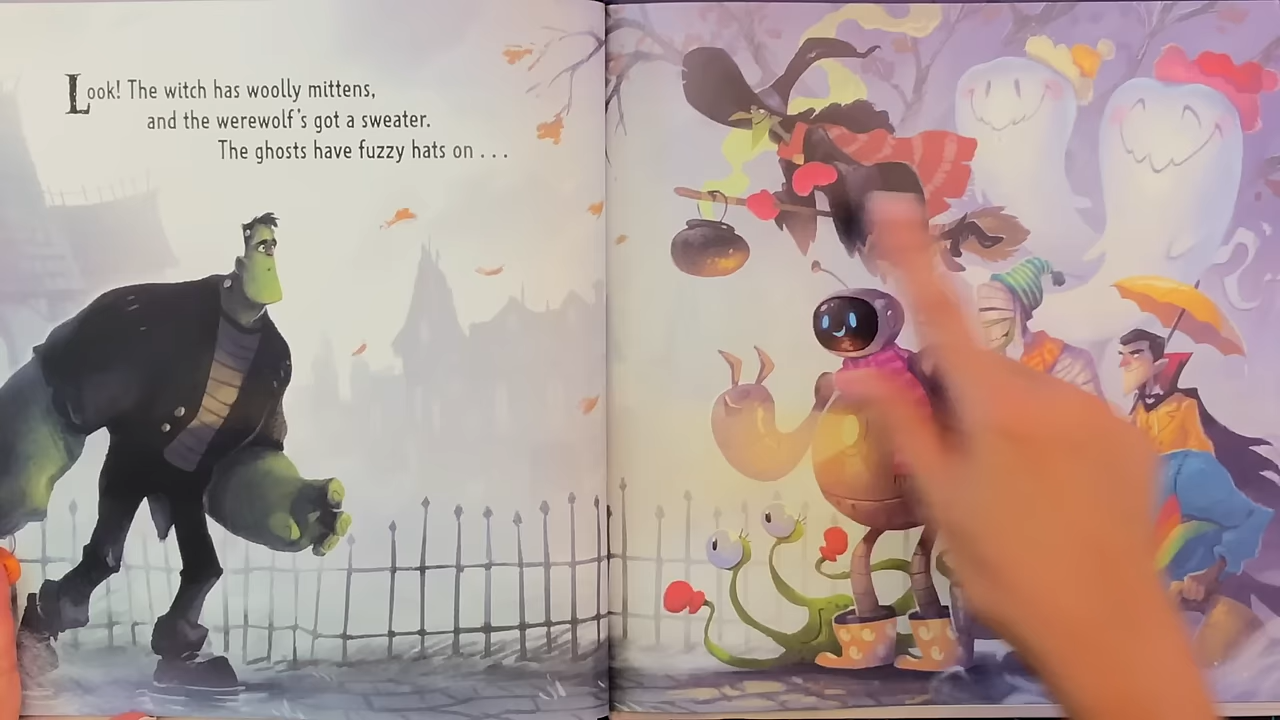 Look! The witch has woolly mittens,
and the werewolf's got a sweater.
The ghosts have fuzzy hats on . . .